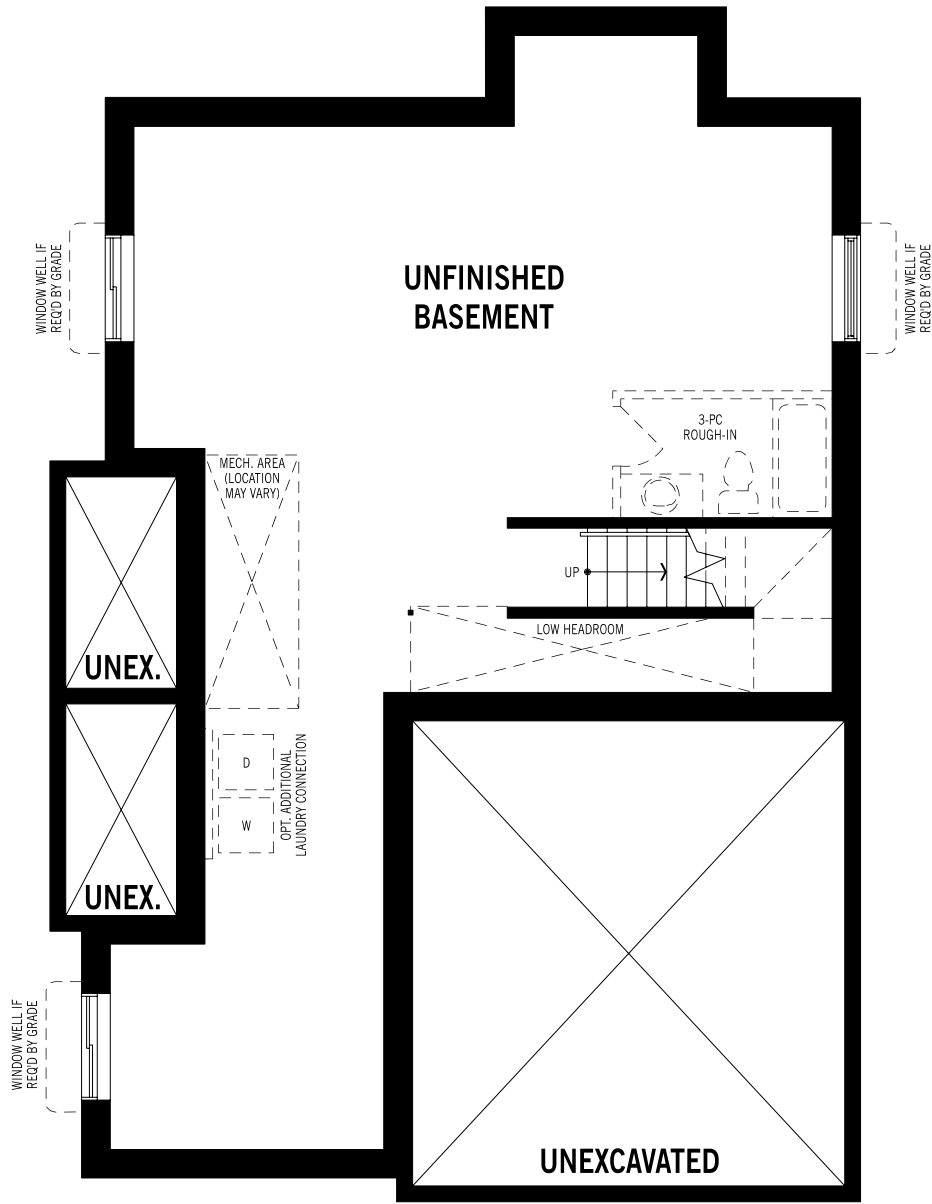 WINDOW WELL IF
REQ'D BY GRADE
UNFINISHED
BASEMENT
WINDOW WELL IF
REQ'D BY GRADE
3-PC
ROUGH-IN
MECH. AREA
(LOCATION
MAY VARY)
UP
LOW HEADROOM
UNEX.
D
W
OPT. ADDITIONAL
LAUNDRY CONNECTION
UNEX.
WINDOW WELL IF
REQ'D BY GRADE
UNEXCAVATED